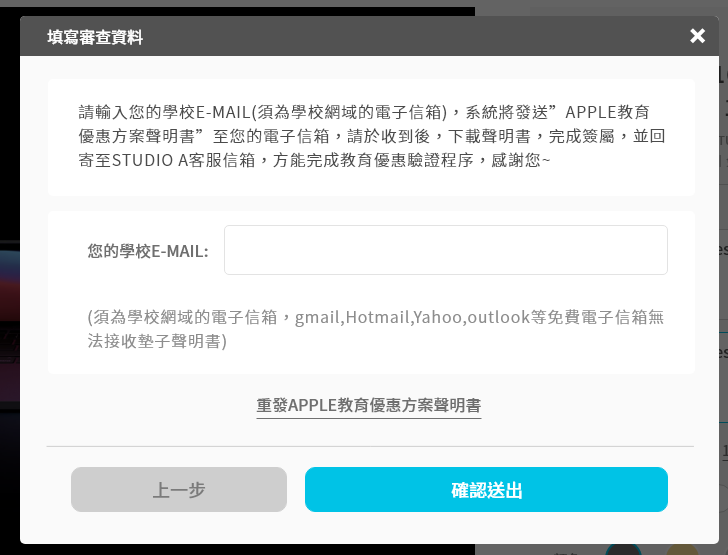 填寫審查資料
請輸入您的學校E-MAIL(須為學校網域的電子信箱)，系統將發送”APPLE教育
優惠方案聲明書”至您的電子信箱，請於收到後，下載聲明書，完成簽屬，並回
寄至STUDIO A客服信箱，方能完成教育優惠驗證程序，感謝您~
您的學校E-MAIL:
(須為學校網域的電子信箱，gmail,Hotmail,Yahoo,outlook等免費電子信箱無
法接收墊子聲明書)
重發APPLE教育優惠方案聲明書
上一步
確認送出